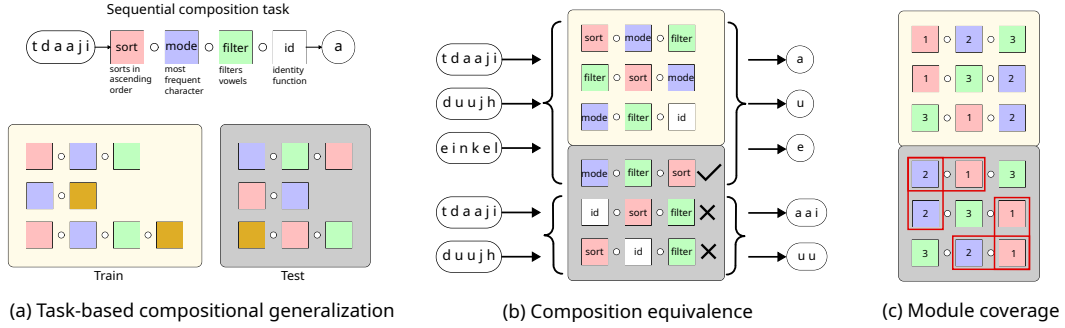 Sequential composition task
t d a a j i
sort
mode
filter
id
a
sorts in
ascending
order
most
frequent
character
filters
vowels
identity
function
Train
Test
(a) Task-based compositional generalization
t d a a j i
d u u j h
e i n k e l
t d a a j i
d u u j h
sort mode filter
filter sort mode
mode filter id
mode filter sort
id sort filter
sort id filter
a
u
e
a a i
u u
(b) Composition equivalence
1 2 3
1 3 2
3 1 2
2 1 3
2 3 1
3 2 1
(c) Module coverage